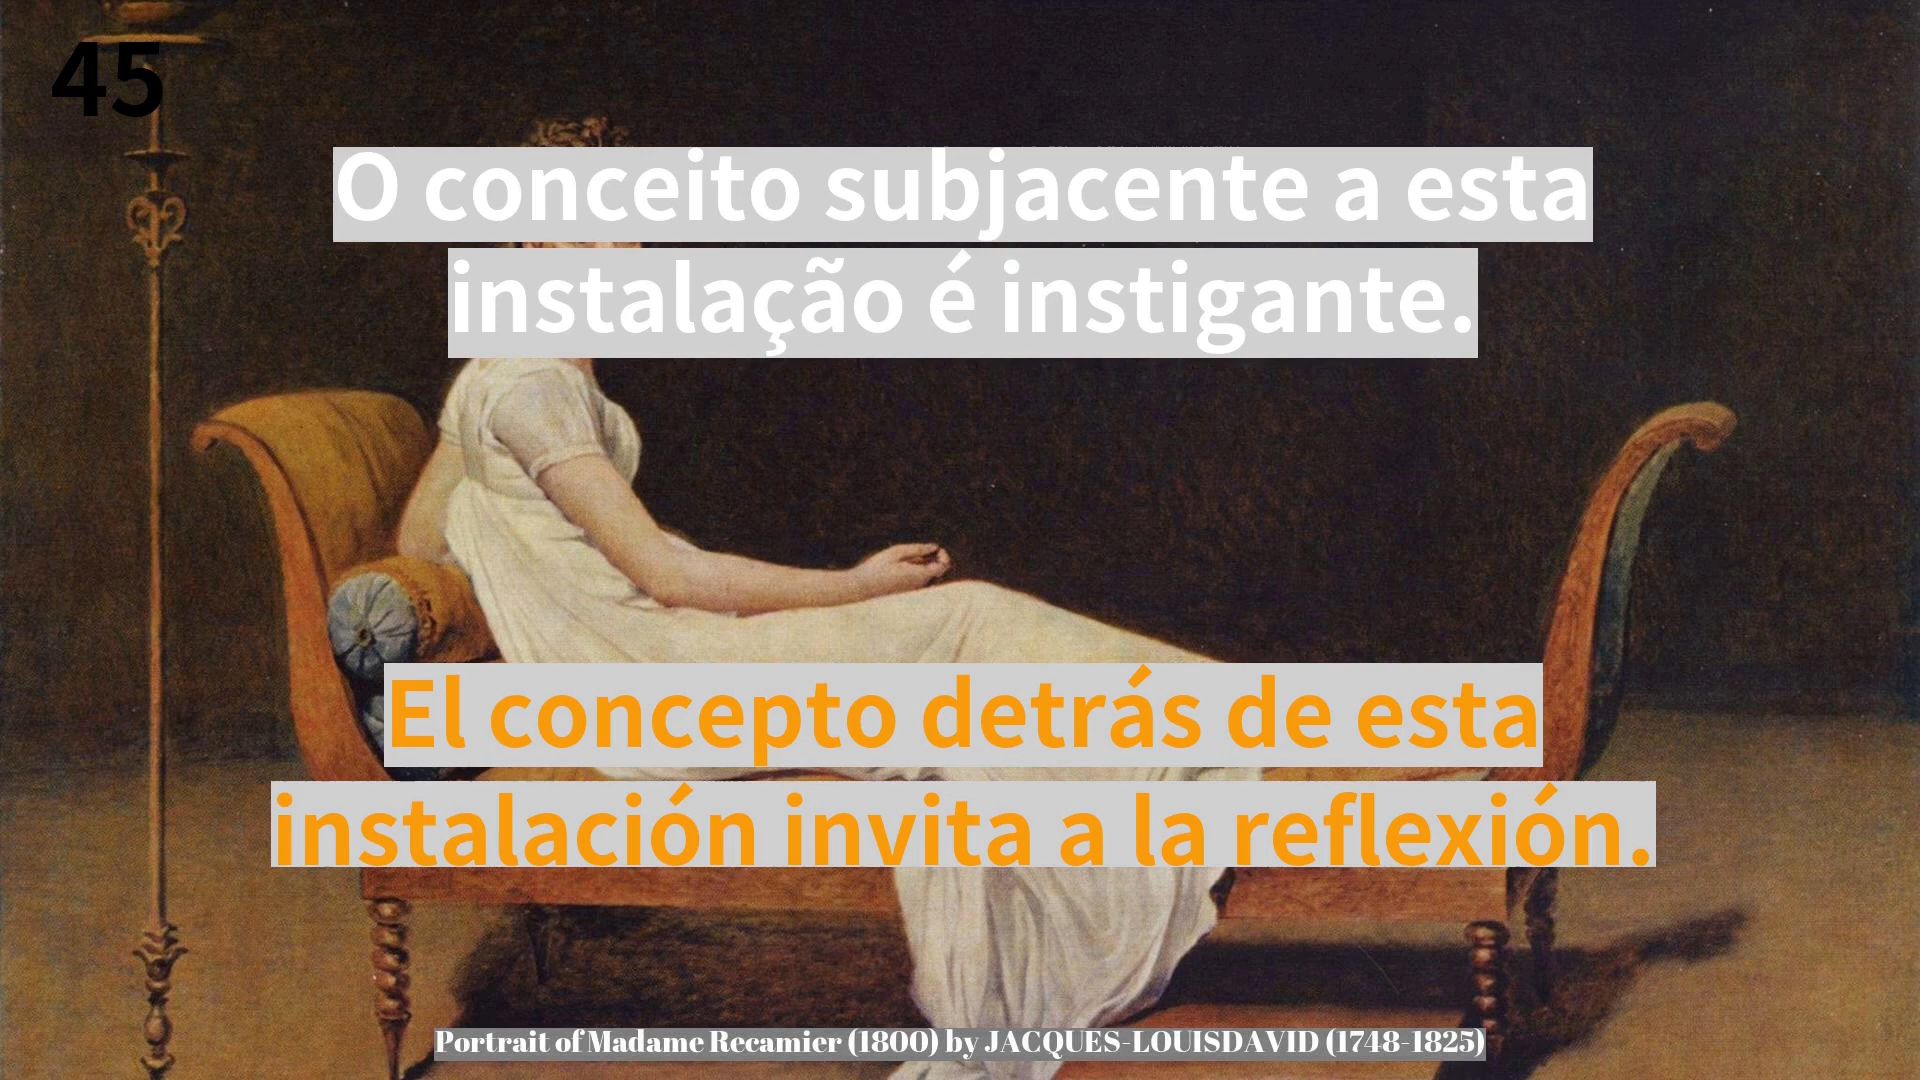 45
O conceito subjacente a esta
instalação é instigante.
El concepto detrás de esta
instalación invita a la reflexión.
Portrait of Madame Recamier (1800) by JACQUES-LOUISDAVID (1748-1825)